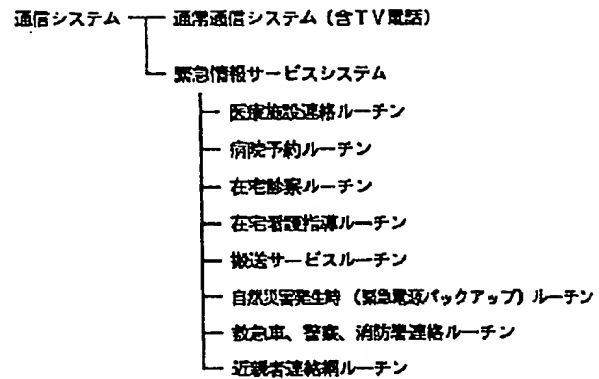 通信システム 通常通信システム（含TV電話）
緊急情報サービスシステム
医療施設連絡ルーチン
病院予約ルーチン
在宅診察ルーチン
在宅看護指導ルーチン
搬送サービスルーチン
自然災害発生時（緊急電源バックアップ）ルーチン
救急車、警察、消防署連絡ルーチン
近親者連絡網ルーチン